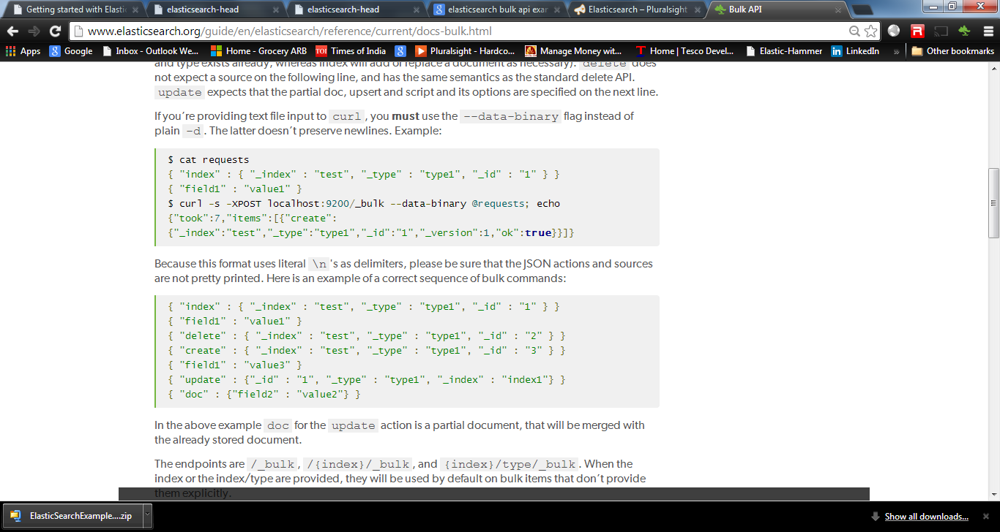 Getting started with Elastic
elasticsearch-head
elasticsearch-head
elasticsearch bulk api exar
Elasticsearch – Pluralsight
Bulk API
www.elasticsearch.org/guide/en/elasticsearch/reference/current/docs-bulk.html
Apps
Google
Inbox - Outlook We...
Home - Grocery ARB
TOI Times of India
Pluralsight - Hardco...
Manage Money wit...
Home | Tesco Devel...
Elastic-Hammer
LinkedIn
»
Other bookmarks
and type exists already, whereas index will add or replace a document as necessary). delete does
not expect a source on the following line, and has the same semantics as the standard delete API.
update expects that the partial doc, upsert and script and its options are specified on the next line.
If you're providing text file input to curl, you must use the --data-binary flag instead of
plain -d. The latter doesn't preserve newlines. Example:
$ cat requests
{ "index" : { "_index" : "test", "_type" : "type1", "_id" : "1" } }
{ "field1" : "value1" }
$ curl -s -XPOST localhost:9200/_bulk --data-binary @requests; echo
{"took":7,"items":[{"create":
{"_index":"test","_type":"type1","_id":"1","_version":1,"ok":true}}]}
Because this format uses literal \n's as delimiters, please be sure that the JSON actions and sources
are not pretty printed. Here is an example of a correct sequence of bulk commands:
{ "index" : { "_index" : "test", "_type" : "type1", "_id" : "1" } }
{ "field1" : "value1" }
{ "delete" : { "_index" : "test", "_type" : "type1", "_id" : "2" } }
{ "create" : { "_index" : "test", "_type" : "type1", "_id" : "3" } }
{ "field1" : "value3" }
{ "update" : {"_id" : "1", "_type" : "type1", "_index" : "index1"} }
{ "doc" : {"field2" : "value2"} }
In the above example doc for the update action is a partial document, that will be merged with
the already stored document.
The endpoints are /_bulk, /{index}/_bulk, and {index}/type/_bulk. When the
index or the index/type are provided, they will be used by default on bulk items that don't provide
them explicitly.
ElasticSearchExample....zip
Show all downloads...